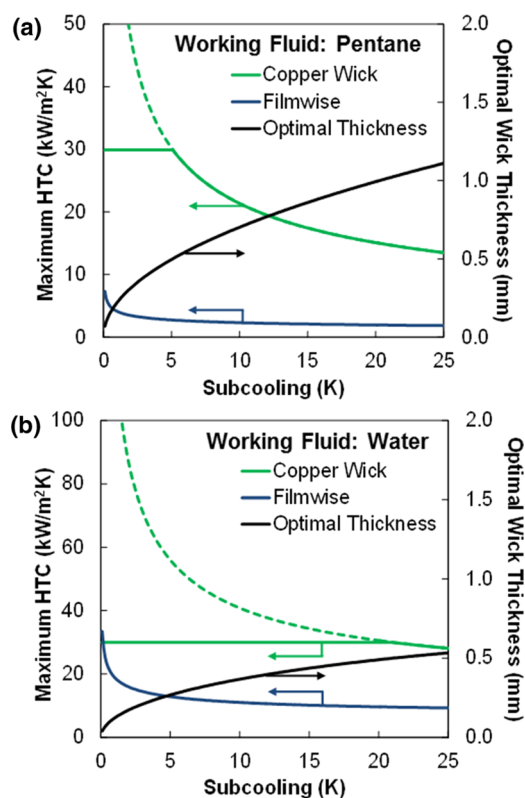 (a)
Working Fluid: Pentane
Copper Wick
Filmwise
Optimal Thickness
Maximum HTC (kW/m²K)
50
40
30
20
10
0
Optimal Wick Thickness (mm)
2.0
1.5
1.0
0.5
0.0
0 5 10 15 20 25
Subcooling (K)
(b)
Working Fluid: Water
Copper Wick
Filmwise
Optimal Thickness
Maximum HTC (kW/m²K)
100
80
60
40
20
0
Optimal Wick Thickness (mm)
2.0
1.5
1.0
0.5
0.0
0 5 10 15 20 25
Subcooling (K)